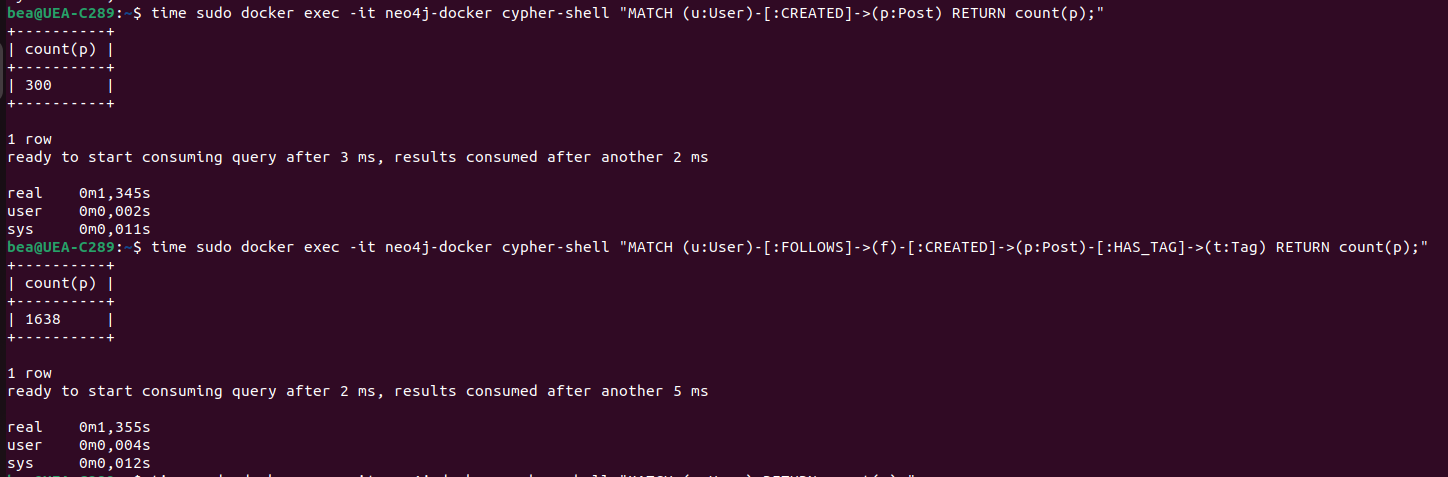 bea@UEA-C289:~$ time sudo docker exec -it neo4j-docker cypher-shell "MATCH (u:User)-[:CREATED]->(p:Post) RETURN count(p);"
+----------+
| count(p) |
+----------+
| 300      |
+----------+
1 row
ready to start consuming query after 3 ms, results consumed after another 2 ms
real    0m1,345s
user    0m0,002s
sys     0m0,011s
bea@UEA-C289:~$ time sudo docker exec -it neo4j-docker cypher-shell "MATCH (u:User)-[:FOLLOWS]->(f)-[:CREATED]->(p:Post)-[:HAS_TAG]->(t:Tag) RETURN count(p);"
+----------+
| count(p) |
+----------+
| 1638     |
+----------+
1 row
ready to start consuming query after 2 ms, results consumed after another 5 ms
real    0m1,355s
user    0m0,004s
sys     0m0,012s